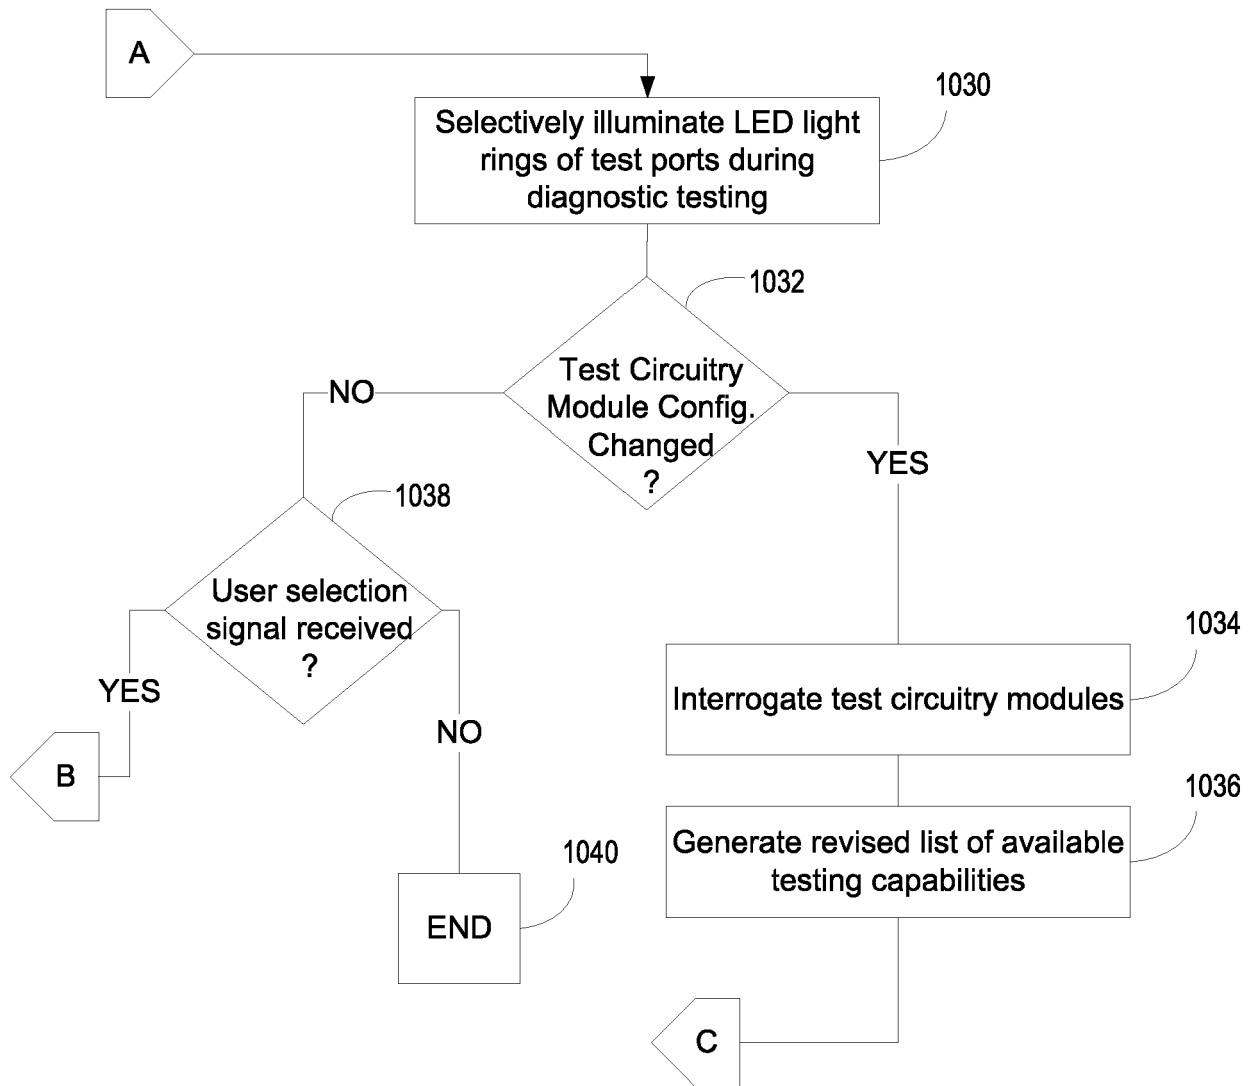 A
1030
Selectively illuminate LED light
rings of test ports during
diagnostic testing
1032
Test Circuitry
Module Config.
Changed
?
NO
YES
1038
User selection
signal received
?
YES
NO
B
1034
Interrogate test circuitry modules
1036
Generate revised list of available
testing capabilities
1040
END
C